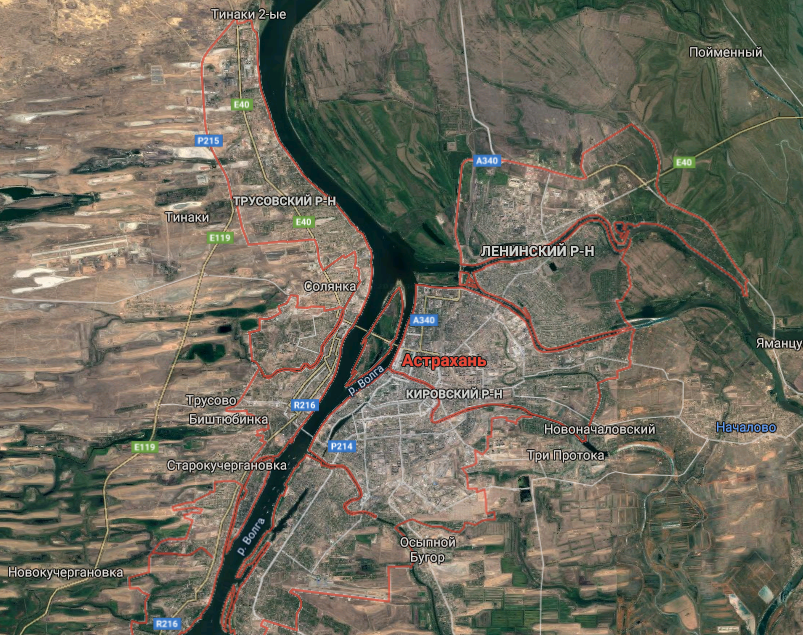 Тинаки 2-ые
Пойменный
E40
P215
A340
E40
ТРУСОВСКИЙ Р-Н
Тинаки
E40
E119
ЛЕНИНСКИЙ Р-Н
Солянка
A340
Яманцу
Астрахань
р. Волга
КИРОВСКИЙ Р-Н
Трусово
R216
Биштюбинка
Новоначаловский
Началово
E119
P214
Три Протока
Старокучергановка
р. Волга
Осыпной
Бугор
Новокучергановка
R216